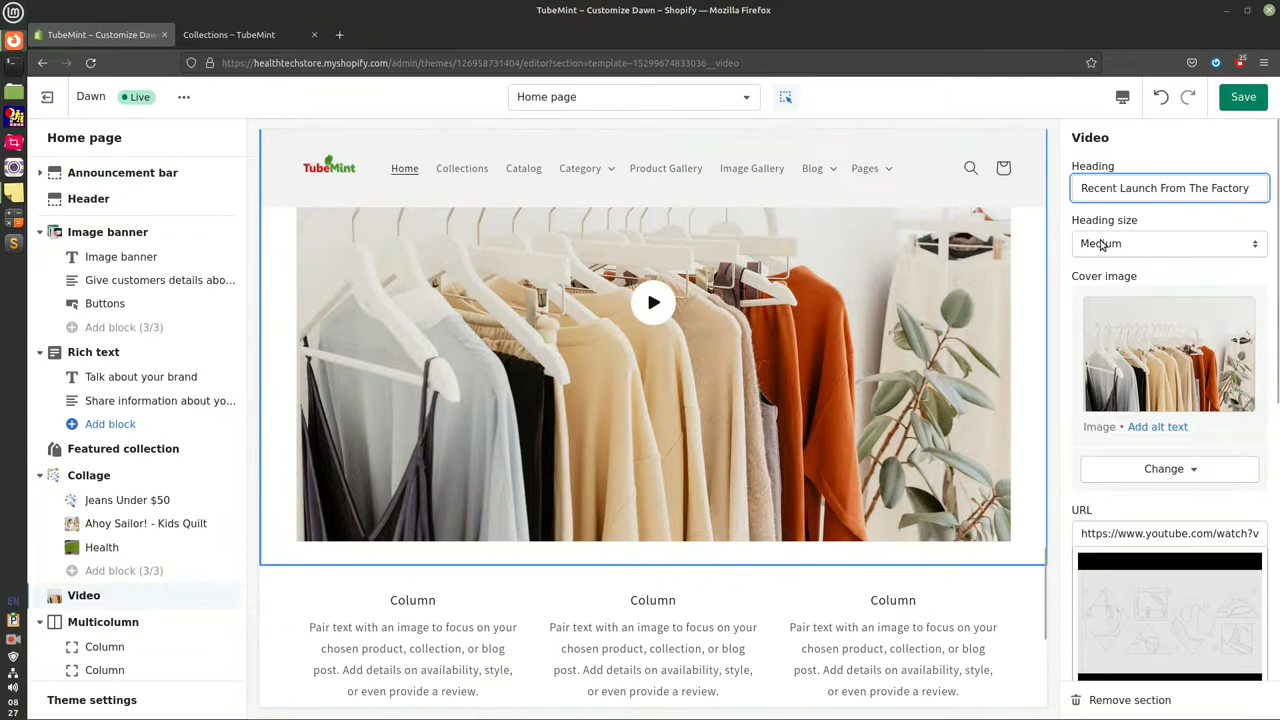 TubeMint ~ Customize Dawn ~ Shopify — Mozilla Firefox
TubeMint ~ Customize Daw
Collections – TubeMint
https://healthtechstore.myshopify.com/admin/themes/126958731404/editor?section=template--15299674833036__video
25
Dawn
Live
Home page
Save
Home page
Announcement bar
Header
Image banner
Image banner
Give customers details abo...
Buttons
Add block (3/3)
Rich text
Talk about your brand
Share information about yo...
Add block
Featured collection
Collage
Jeans Under $50
Ahoy Sailor! - Kids Quilt
Health
Add block (3/3)
Video
Multicolumn
Column
Column
Theme settings
EN
08
27
TubeMint
Home
Collections
Catalog
Category
Product Gallery
Image Gallery
Blog
Pages
Column
Pair text with an image to focus on your
chosen product, collection, or blog
post. Add details on availability, style,
or even provide a review.
Column
Pair text with an image to focus on your
chosen product, collection, or blog
post. Add details on availability, style,
or even provide a review.
Column
Pair text with an image to focus on your
chosen product, collection, or blog
post. Add details on availability, style,
or even provide a review.
Video
Heading
Recent Launch From The Factory
Heading size
Medium
Cover image
Image • Add alt text
Change
URL
https://www.youtube.com/watch?v
Remove section